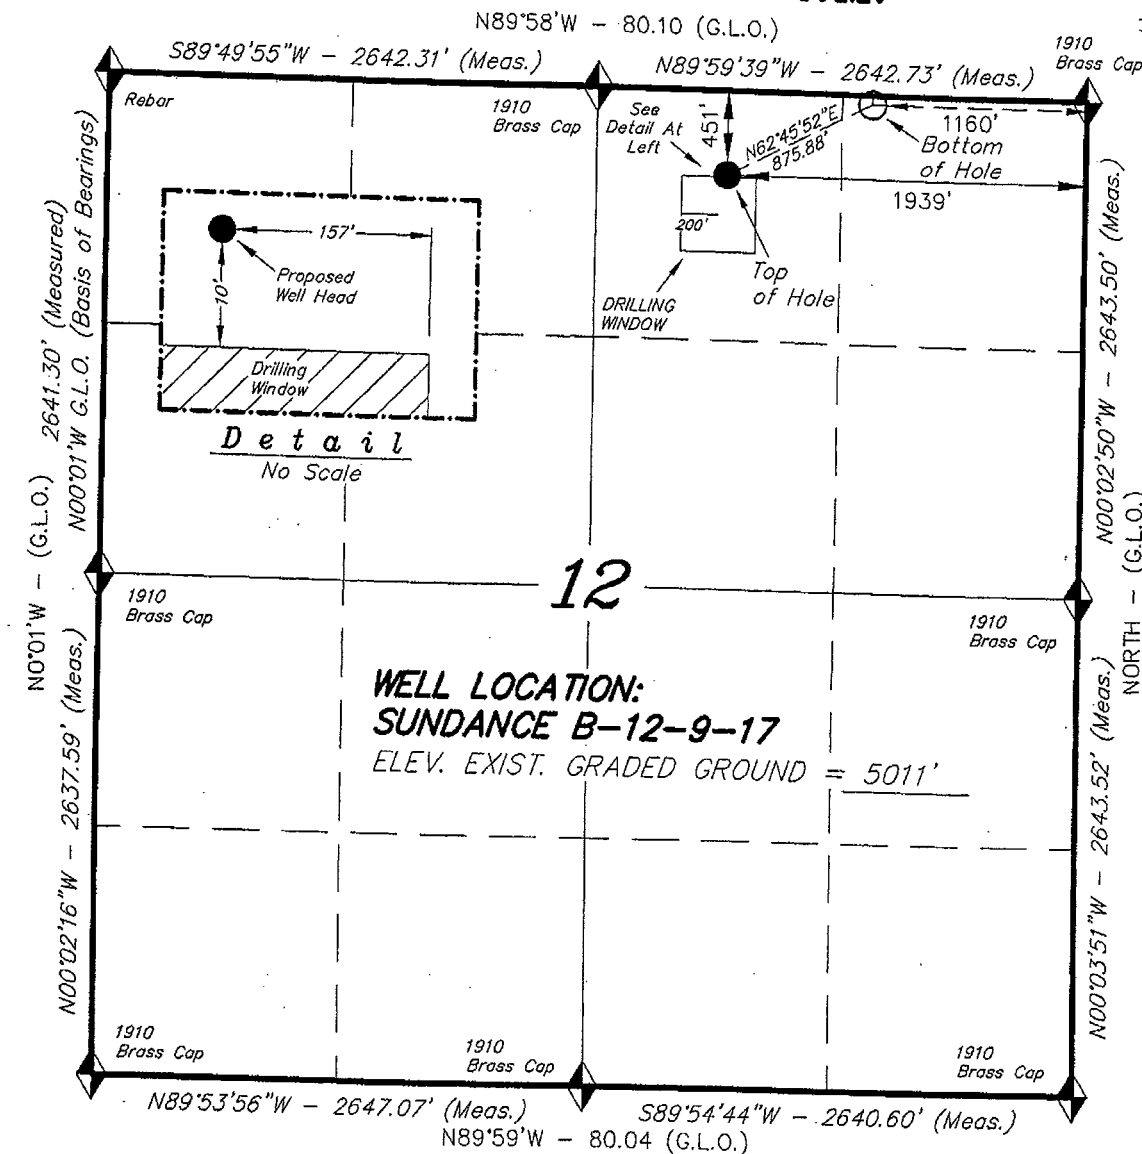 N89°58'W - 80.10 (G.L.O.)
S89°49'55"W - 2642.31' (Meas.)
N89°59'39"W - 2642.73' (Meas.)
1910
Brass Cap
Rebar
1910
Brass Cap
See
Detail At
Left
451'
N62°45'52"E
875.88'
1160'
Bottom
of Hole
1939'
200'
Top
of Hole
DRILLING
WINDOW
157'
10'
Proposed
Well Head
Drilling
Window
Detail
No Scale
N0°01'W - (G.L.O.)
2641.30' (Measured)
N00°01'W G.L.O. (Basis of Bearings)
N00°02'50"W - 2643.50' (Meas.)
NORTH - (G.L.O.)
12
1910
Brass Cap
1910
Brass Cap
WELL LOCATION:
SUNDANCE B-12-9-17
ELEV. EXIST. GRADED GROUND = 5011'
N00°02'16"W - 2637.59' (Meas.)
N00°03'51"W - 2643.52' (Meas.)
1910
Brass Cap
1910
Brass Cap
1910
Brass Cap
N89°53'56"W - 2647.07' (Meas.)
S89°54'44"W - 2640.60' (Meas.)
N89°59'W - 80.04 (G.L.O.)